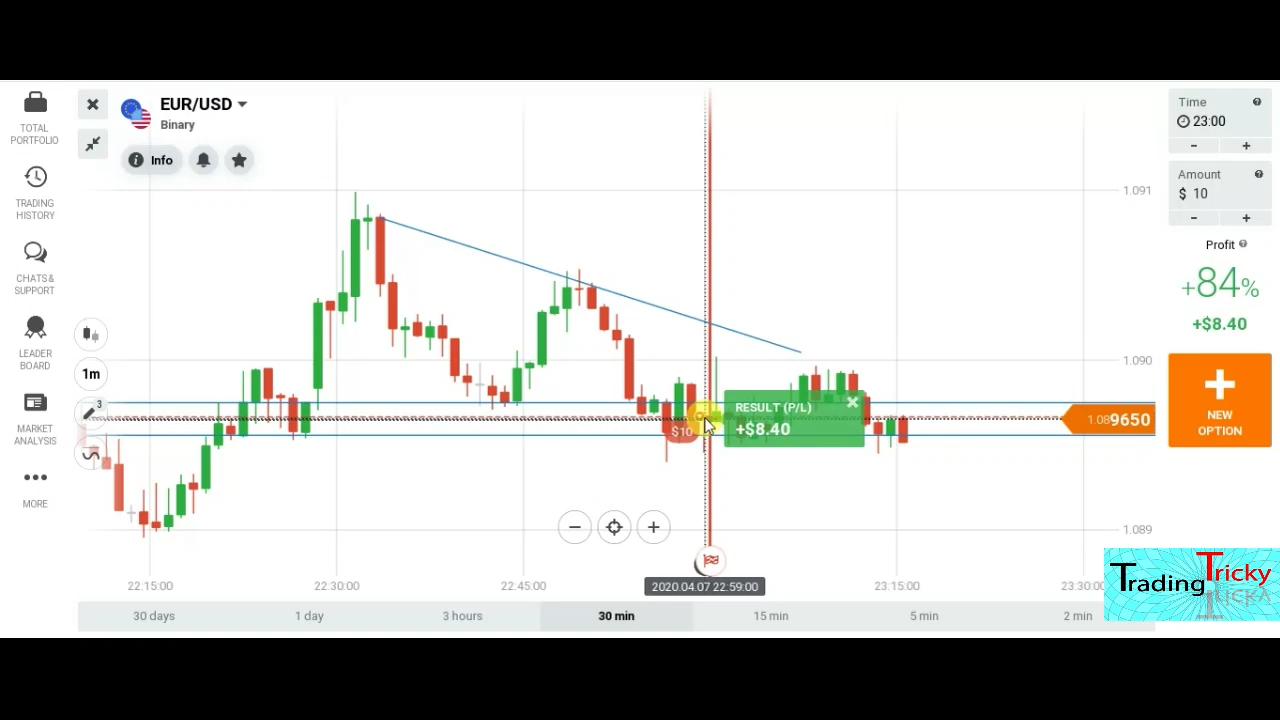 TOTAL
PORTFOLIO
TRADING
HISTORY
CHATS &
SUPPORT
LEADER
BOARD
MARKET
ANALYSIS
MORE
EUR/USD
Binary
Info
1m
3
1.091
1.090
1.089
1.089650
$10
RESULT (P/L)
+$8.40
22:15:00
22:30:00
22:45:00
2020.04.07 22:59:00
23:15:00
23:30:00
30 days
1 day
3 hours
30 min
15 min
5 min
2 min
Time
23:00
-
+
Amount
$ 10
-
+
Profit
+84%
+$8.40
NEW
OPTION
Trading Tricky